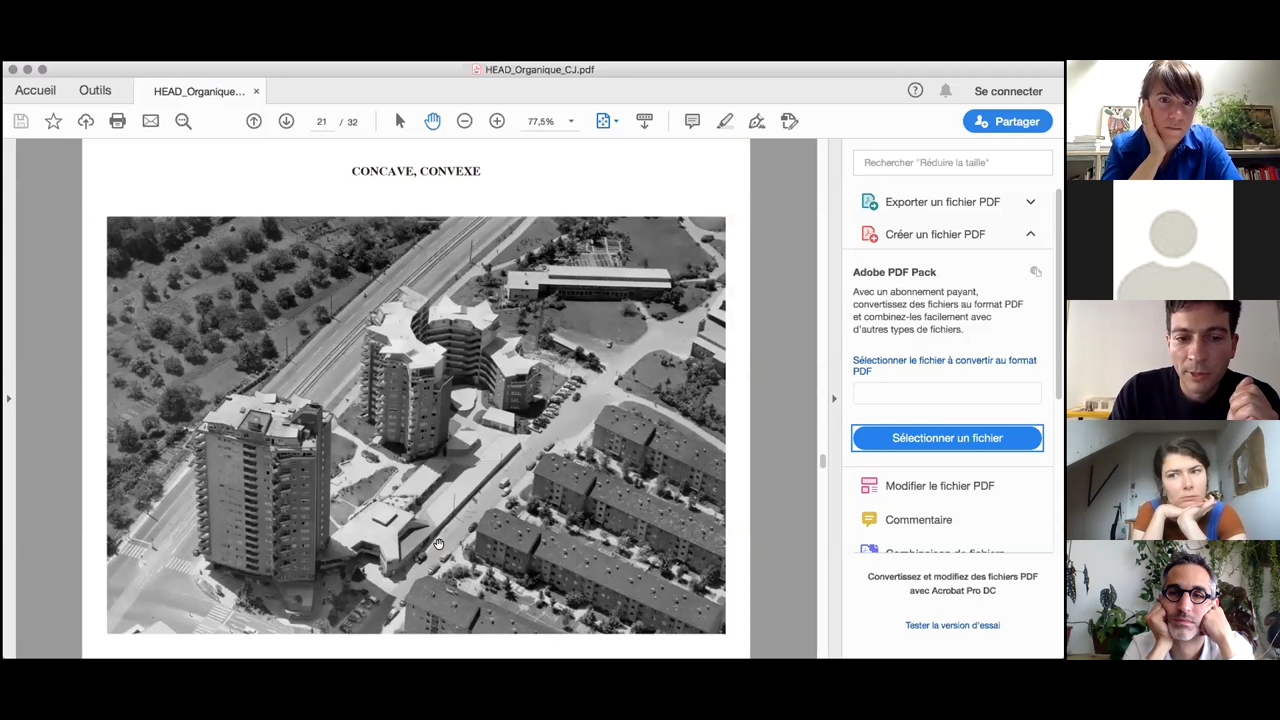 HEAD_Organique_CJ.pdf
Accueil
Outils
HEAD_Organique... ×
Se connecter
21 / 32
77,5%
Partager
CONCAVE, CONVEXE
Rechercher "Réduire la taille"
Exporter un fichier PDF
Créer un fichier PDF
Adobe PDF Pack
Avec un abonnement payant,
convertissez des fichiers au format PDF
et combinez-les facilement avec
d'autres types de fichiers.
Sélectionner le fichier à convertir au format
PDF
Sélectionner un fichier
Modifier le fichier PDF
Commentaire
Combinaison de fichiers
Convertissez et modifiez des fichiers PDF
avec Acrobat Pro DC
Tester la version d'essai